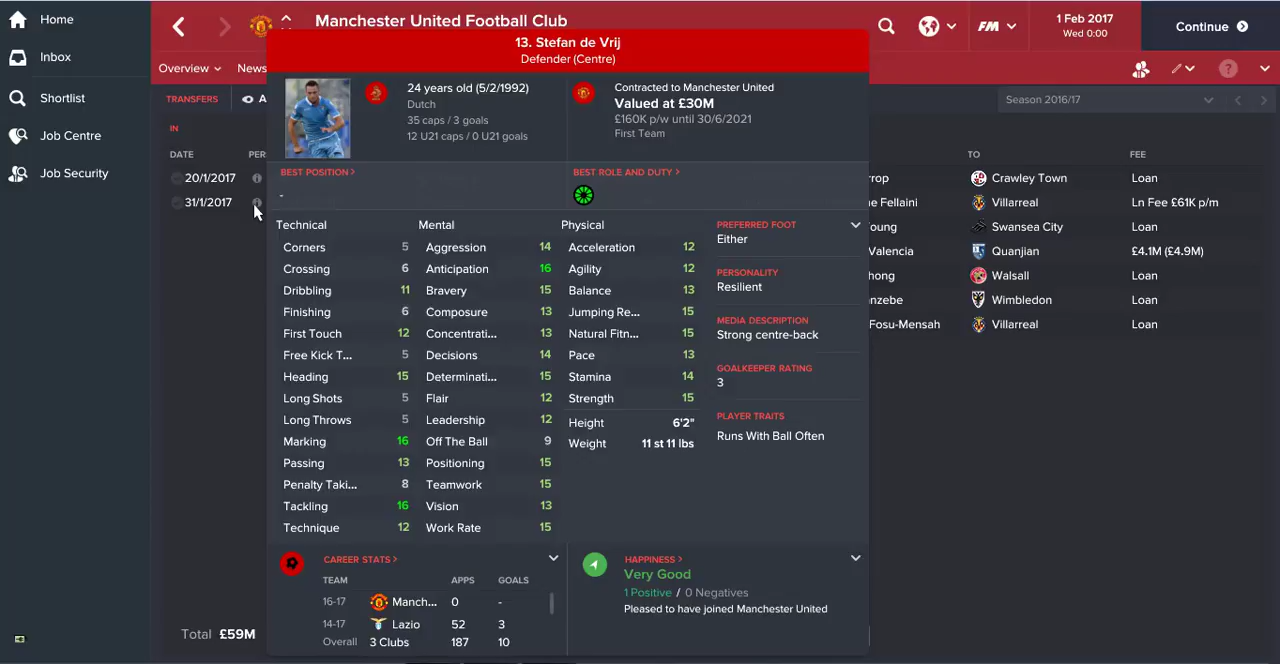 Home
Inbox
Shortlist
Job Centre
Job Security
Manchester United Football Club
FM
1 Feb 2017
Wed 0:00
Continue
Overview
News
TRANSFERS
A
Season 2016/17
IN
DATE PER
20/1/2017
31/1/2017
Total £59M
13. Stefan de Vrij
Defender (Centre)
24 years old (5/2/1992)
Dutch
35 caps / 3 goals
12 U21 caps / 0 U21 goals
Contracted to Manchester United
Valued at £30M
£160K p/w until 30/6/2021
First Team
BEST POSITION >
-
BEST ROLE AND DUTY >
Technical
Corners 5
Crossing 6
Dribbling 11
Finishing 6
First Touch 12
Free Kick T... 5
Heading 15
Long Shots 5
Long Throws 5
Marking 16
Passing 13
Penalty Taki... 8
Tackling 16
Technique 12
Mental
Aggression 14
Anticipation 16
Bravery 15
Composure 13
Concentrati... 13
Decisions 14
Determinati... 15
Flair 12
Leadership 12
Off The Ball 9
Positioning 15
Teamwork 15
Vision 13
Work Rate 15
Physical
Acceleration 12
Agility 12
Balance 13
Jumping Re... 15
Natural Fitn... 15
Pace 13
Stamina 14
Strength 15
Height 6'2"
Weight 11 st 11 lbs
PREFERRED FOOT
Either
PERSONALITY
Resilient
MEDIA DESCRIPTION
Strong centre-back
GOALKEEPER RATING
3
PLAYER TRAITS
Runs With Ball Often
CAREER STATS >
TEAM APPS GOALS
16-17 Manch... 0 -
14-17 Lazio 52 3
Overall 3 Clubs 187 10
HAPPINESS >
Very Good
1 Positive / 0 Negatives
Pleased to have joined Manchester United
TO FEE
rrop Crawley Town Loan
e Fellaini Villarreal Ln Fee £61K p/m
oung Swansea City Loan
Valencia Quanjian £4.1M (£4.9M)
hong Walsall Loan
nzebe Wimbledon Loan
Fosu-Mensah Villarreal Loan